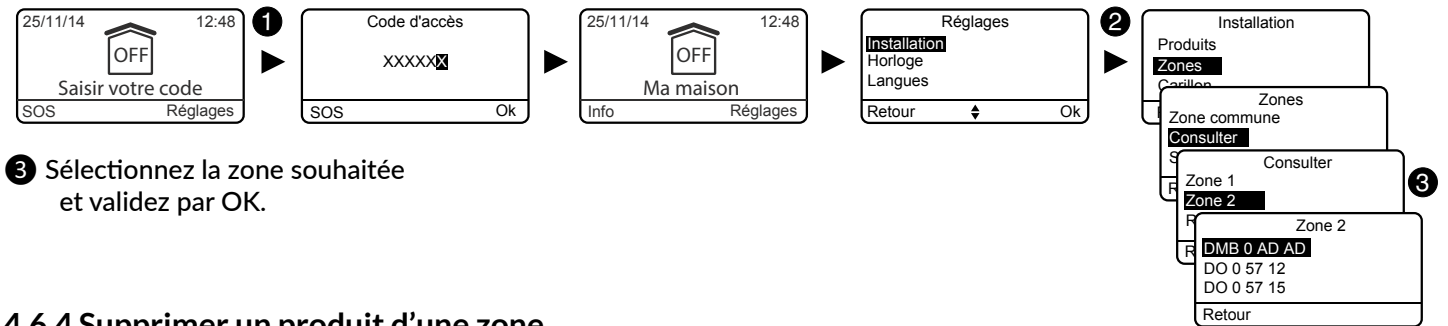 25/11/14 12:48
OFF
Saisir votre code
SOS Réglages
1
Code d'accès
XXXXXX
SOS Ok
25/11/14 12:48
OFF
Ma maison
Info Réglages
Réglages
Installation
Horloge
Langues
Retour Ok
2
Installation
Produits
Zones
Carillon
Zones
Zone commune
Consulter
S
R
Consulter
Zone 1
Zone 2
R
R
3
Zone 2
DMB 0 AD AD
DO 0 57 12
DO 0 57 15
Retour
3 Sélectionnez la zone souhaitée
et validez par OK.
4.6.4 Supprimer un produit d'une zone